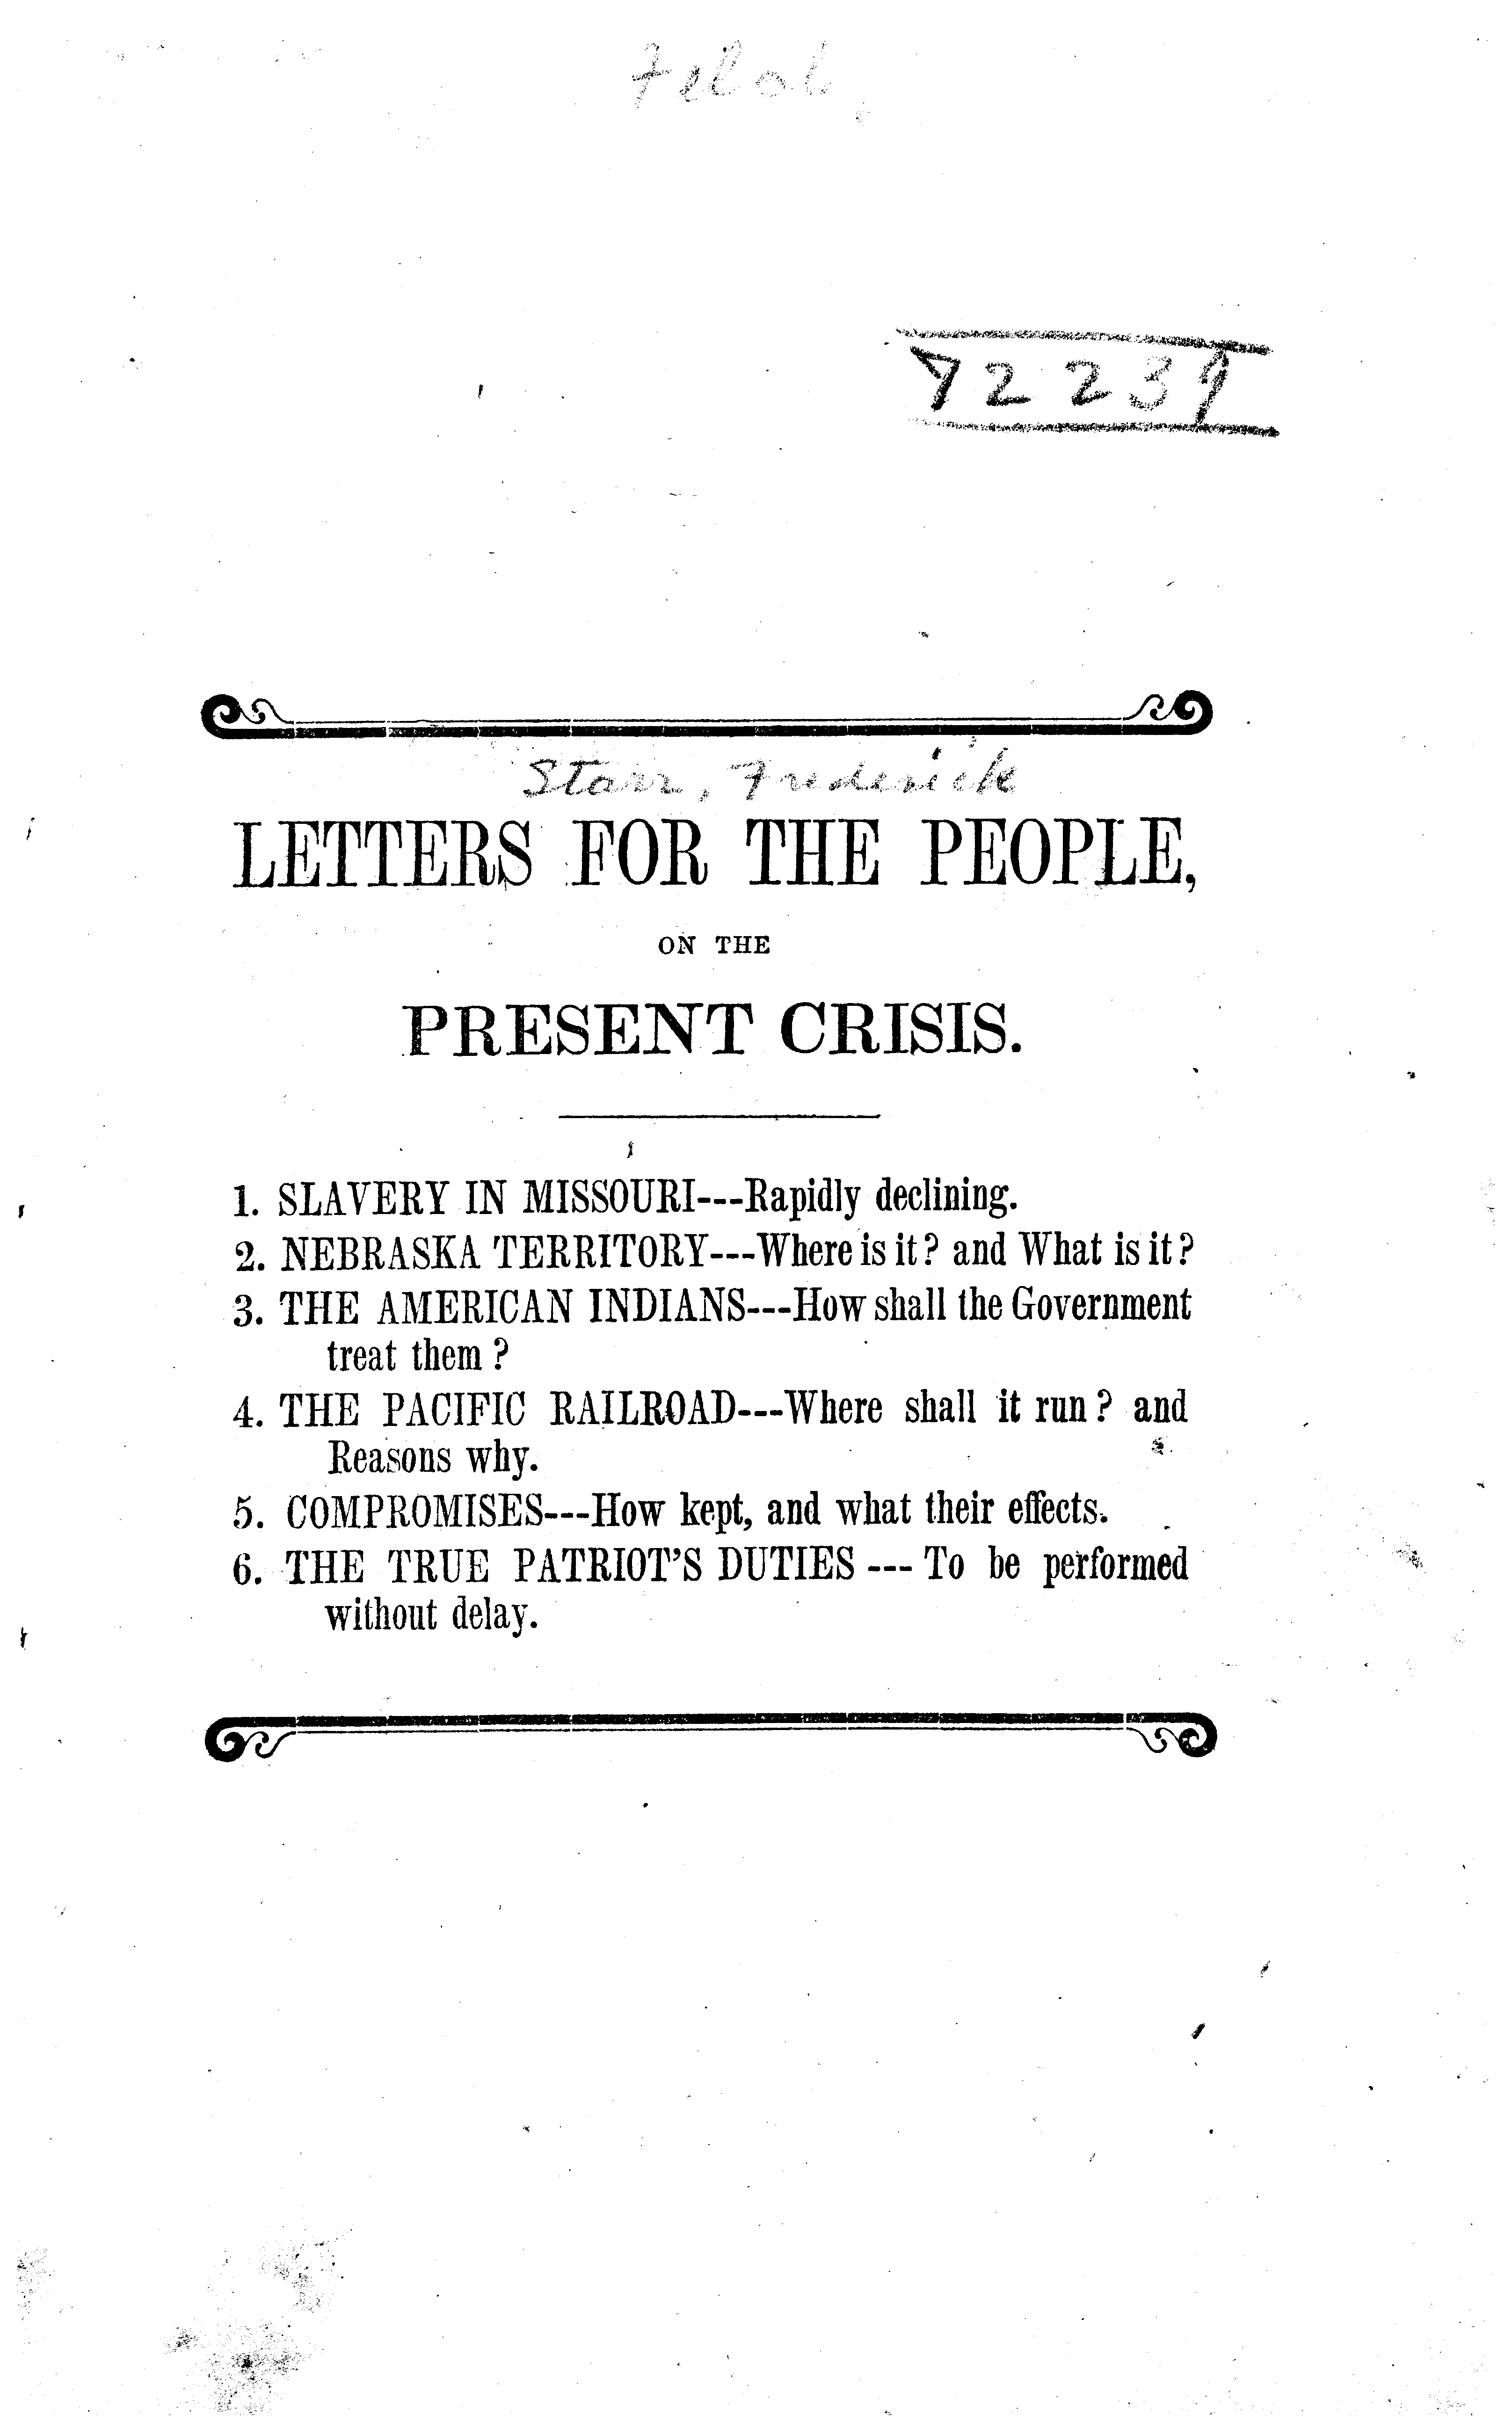 72239
Starr, Frederick
LETTERS FOR THE PEOPLE,
ON THE
PRESENT CRISIS.
1. SLAVERY IN MISSOURI---Rapidly declining.
2. NEBRASKA TERRITORY---Where is it? and What is it?
3. THE AMERICAN INDIANS---How shall the Government
treat them?
4. THE PACIFIC RAILROAD---Where shall it run? and
Reasons why.
5. COMPROMISES---How kept, and what their effects.
6. THE TRUE PATRIOT'S DUTIES --- To be performed
without delay.